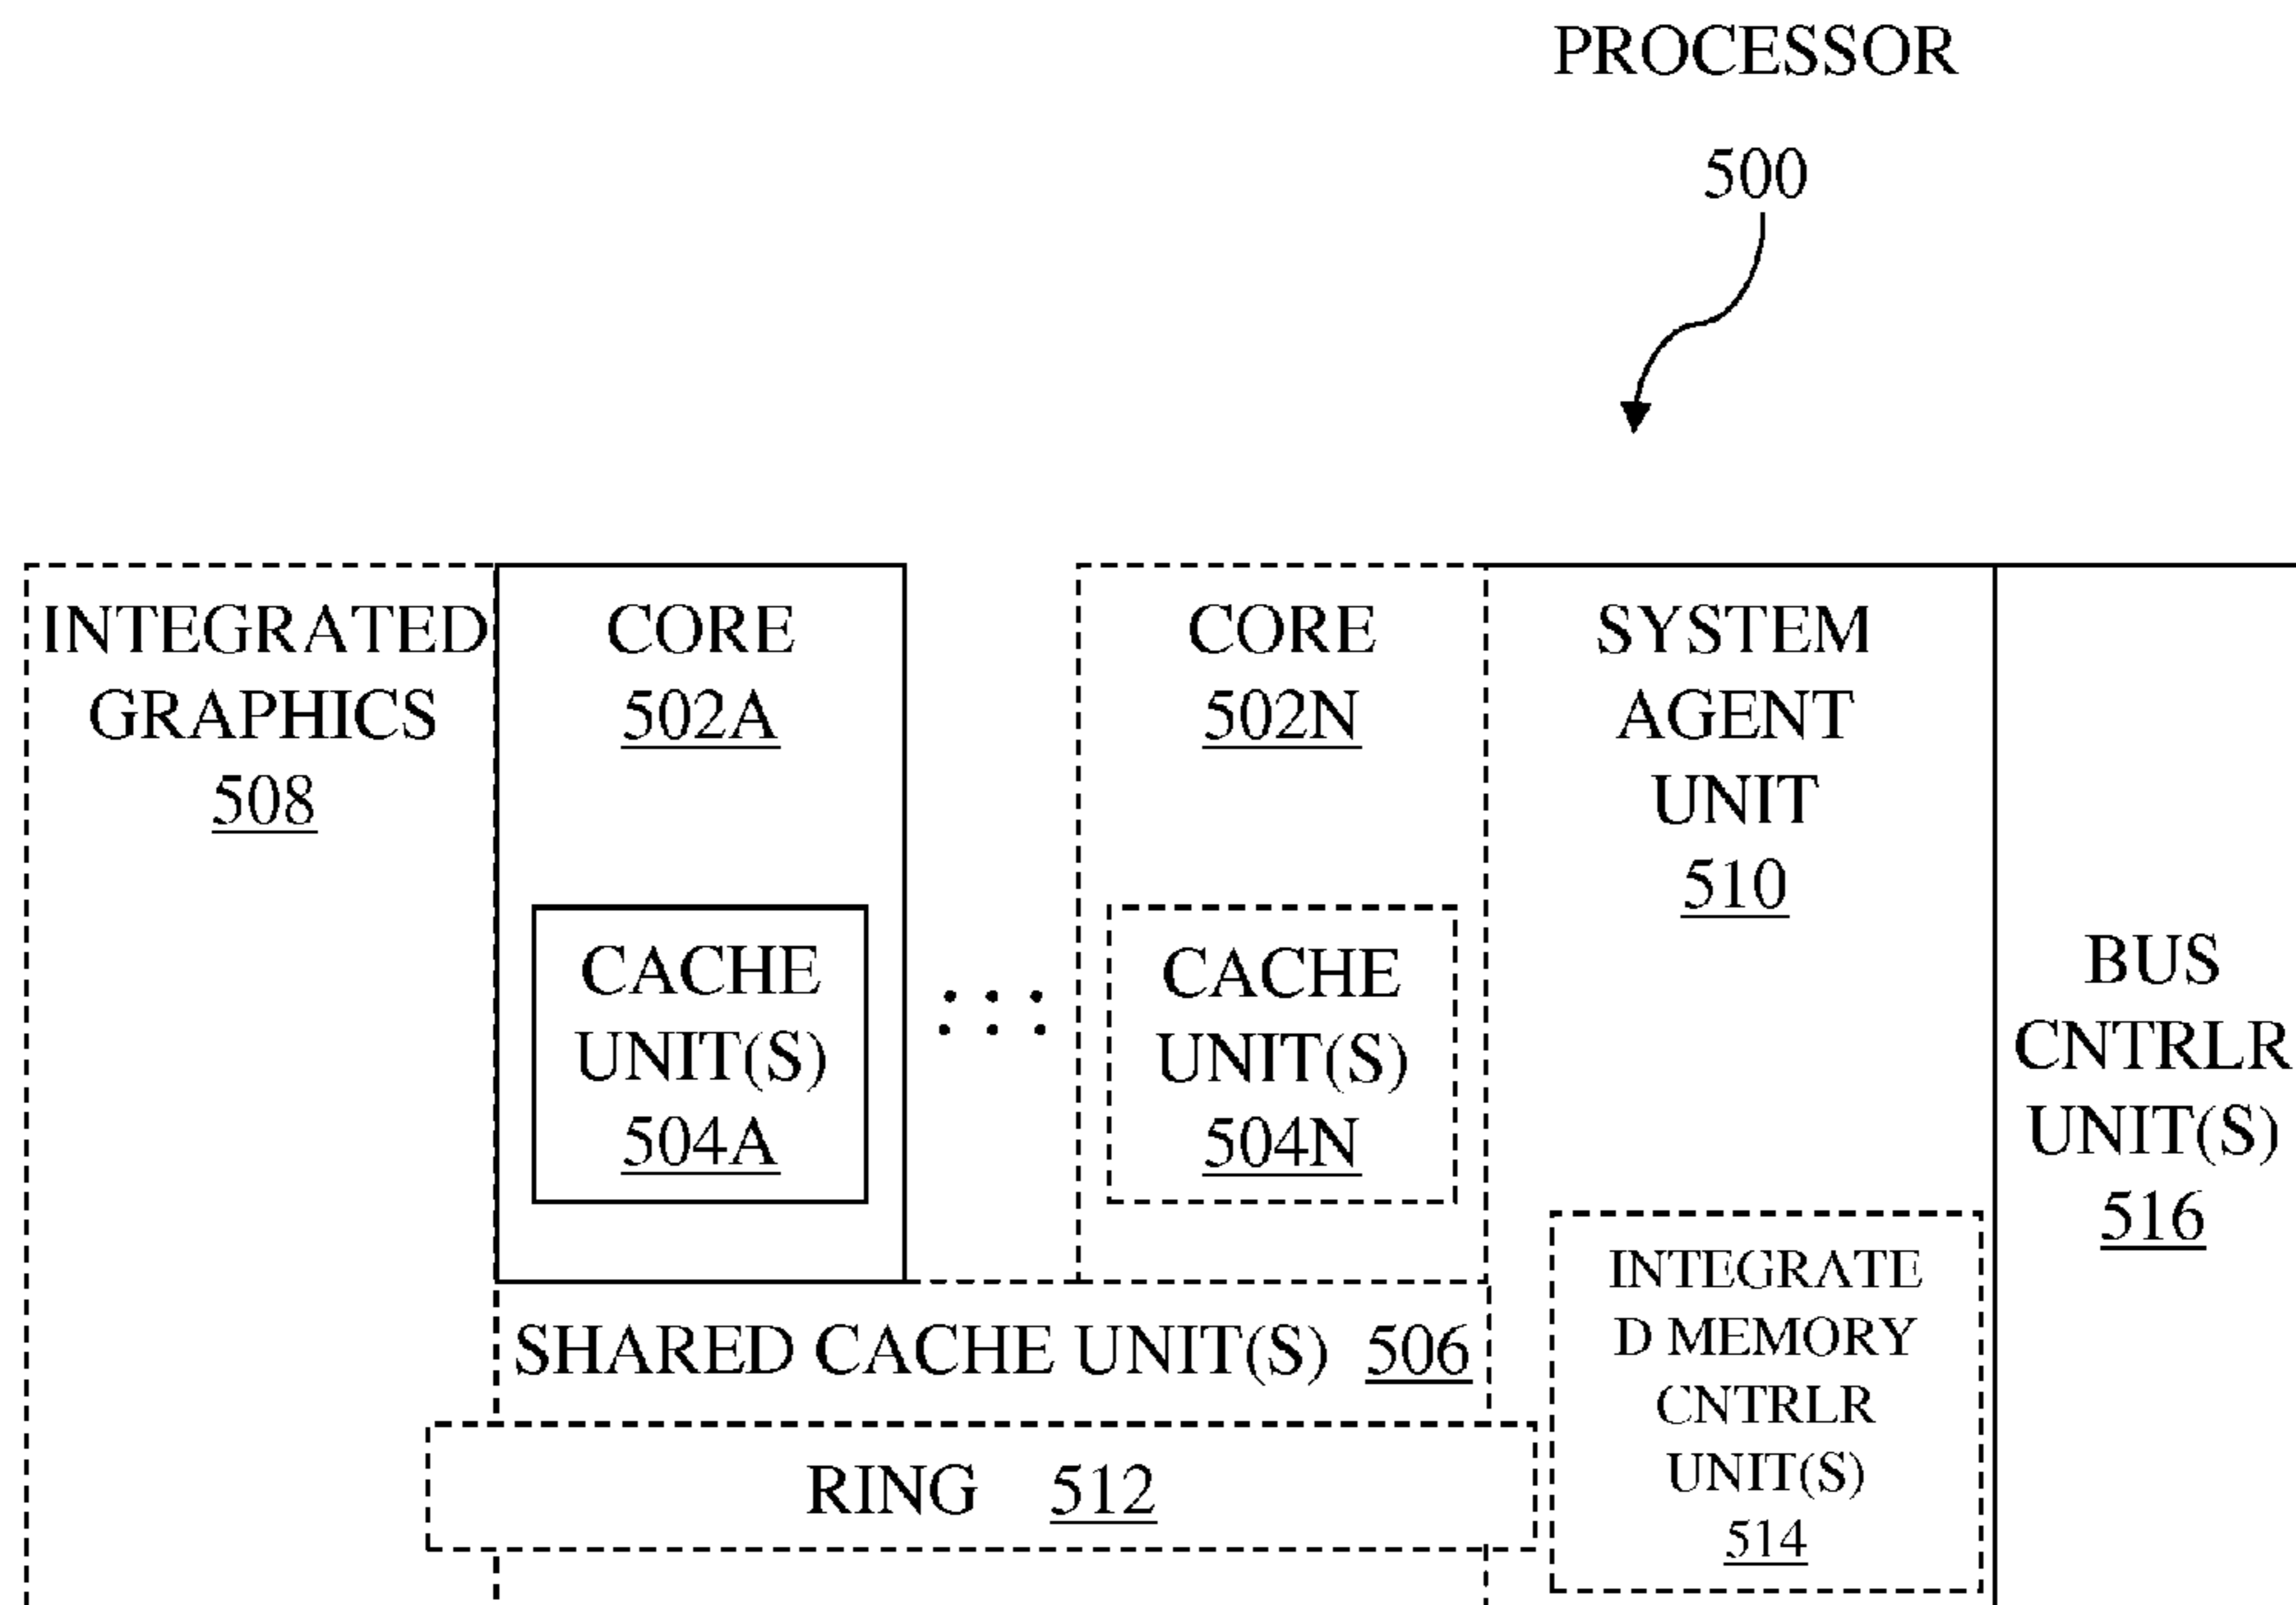 PROCESSOR
500
INTEGRATED
GRAPHICS
508
CORE
502A
CACHE
UNIT(S)
504A
CORE
502N
CACHE
UNIT(S)
504N
SYSTEM
AGENT
UNIT
510
BUS
CNTRLR
UNIT(S)
516
SHARED CACHE UNIT(S) 506
RING 512
INTEGRATE
D MEMORY
CNTRLR
UNIT(S)
514